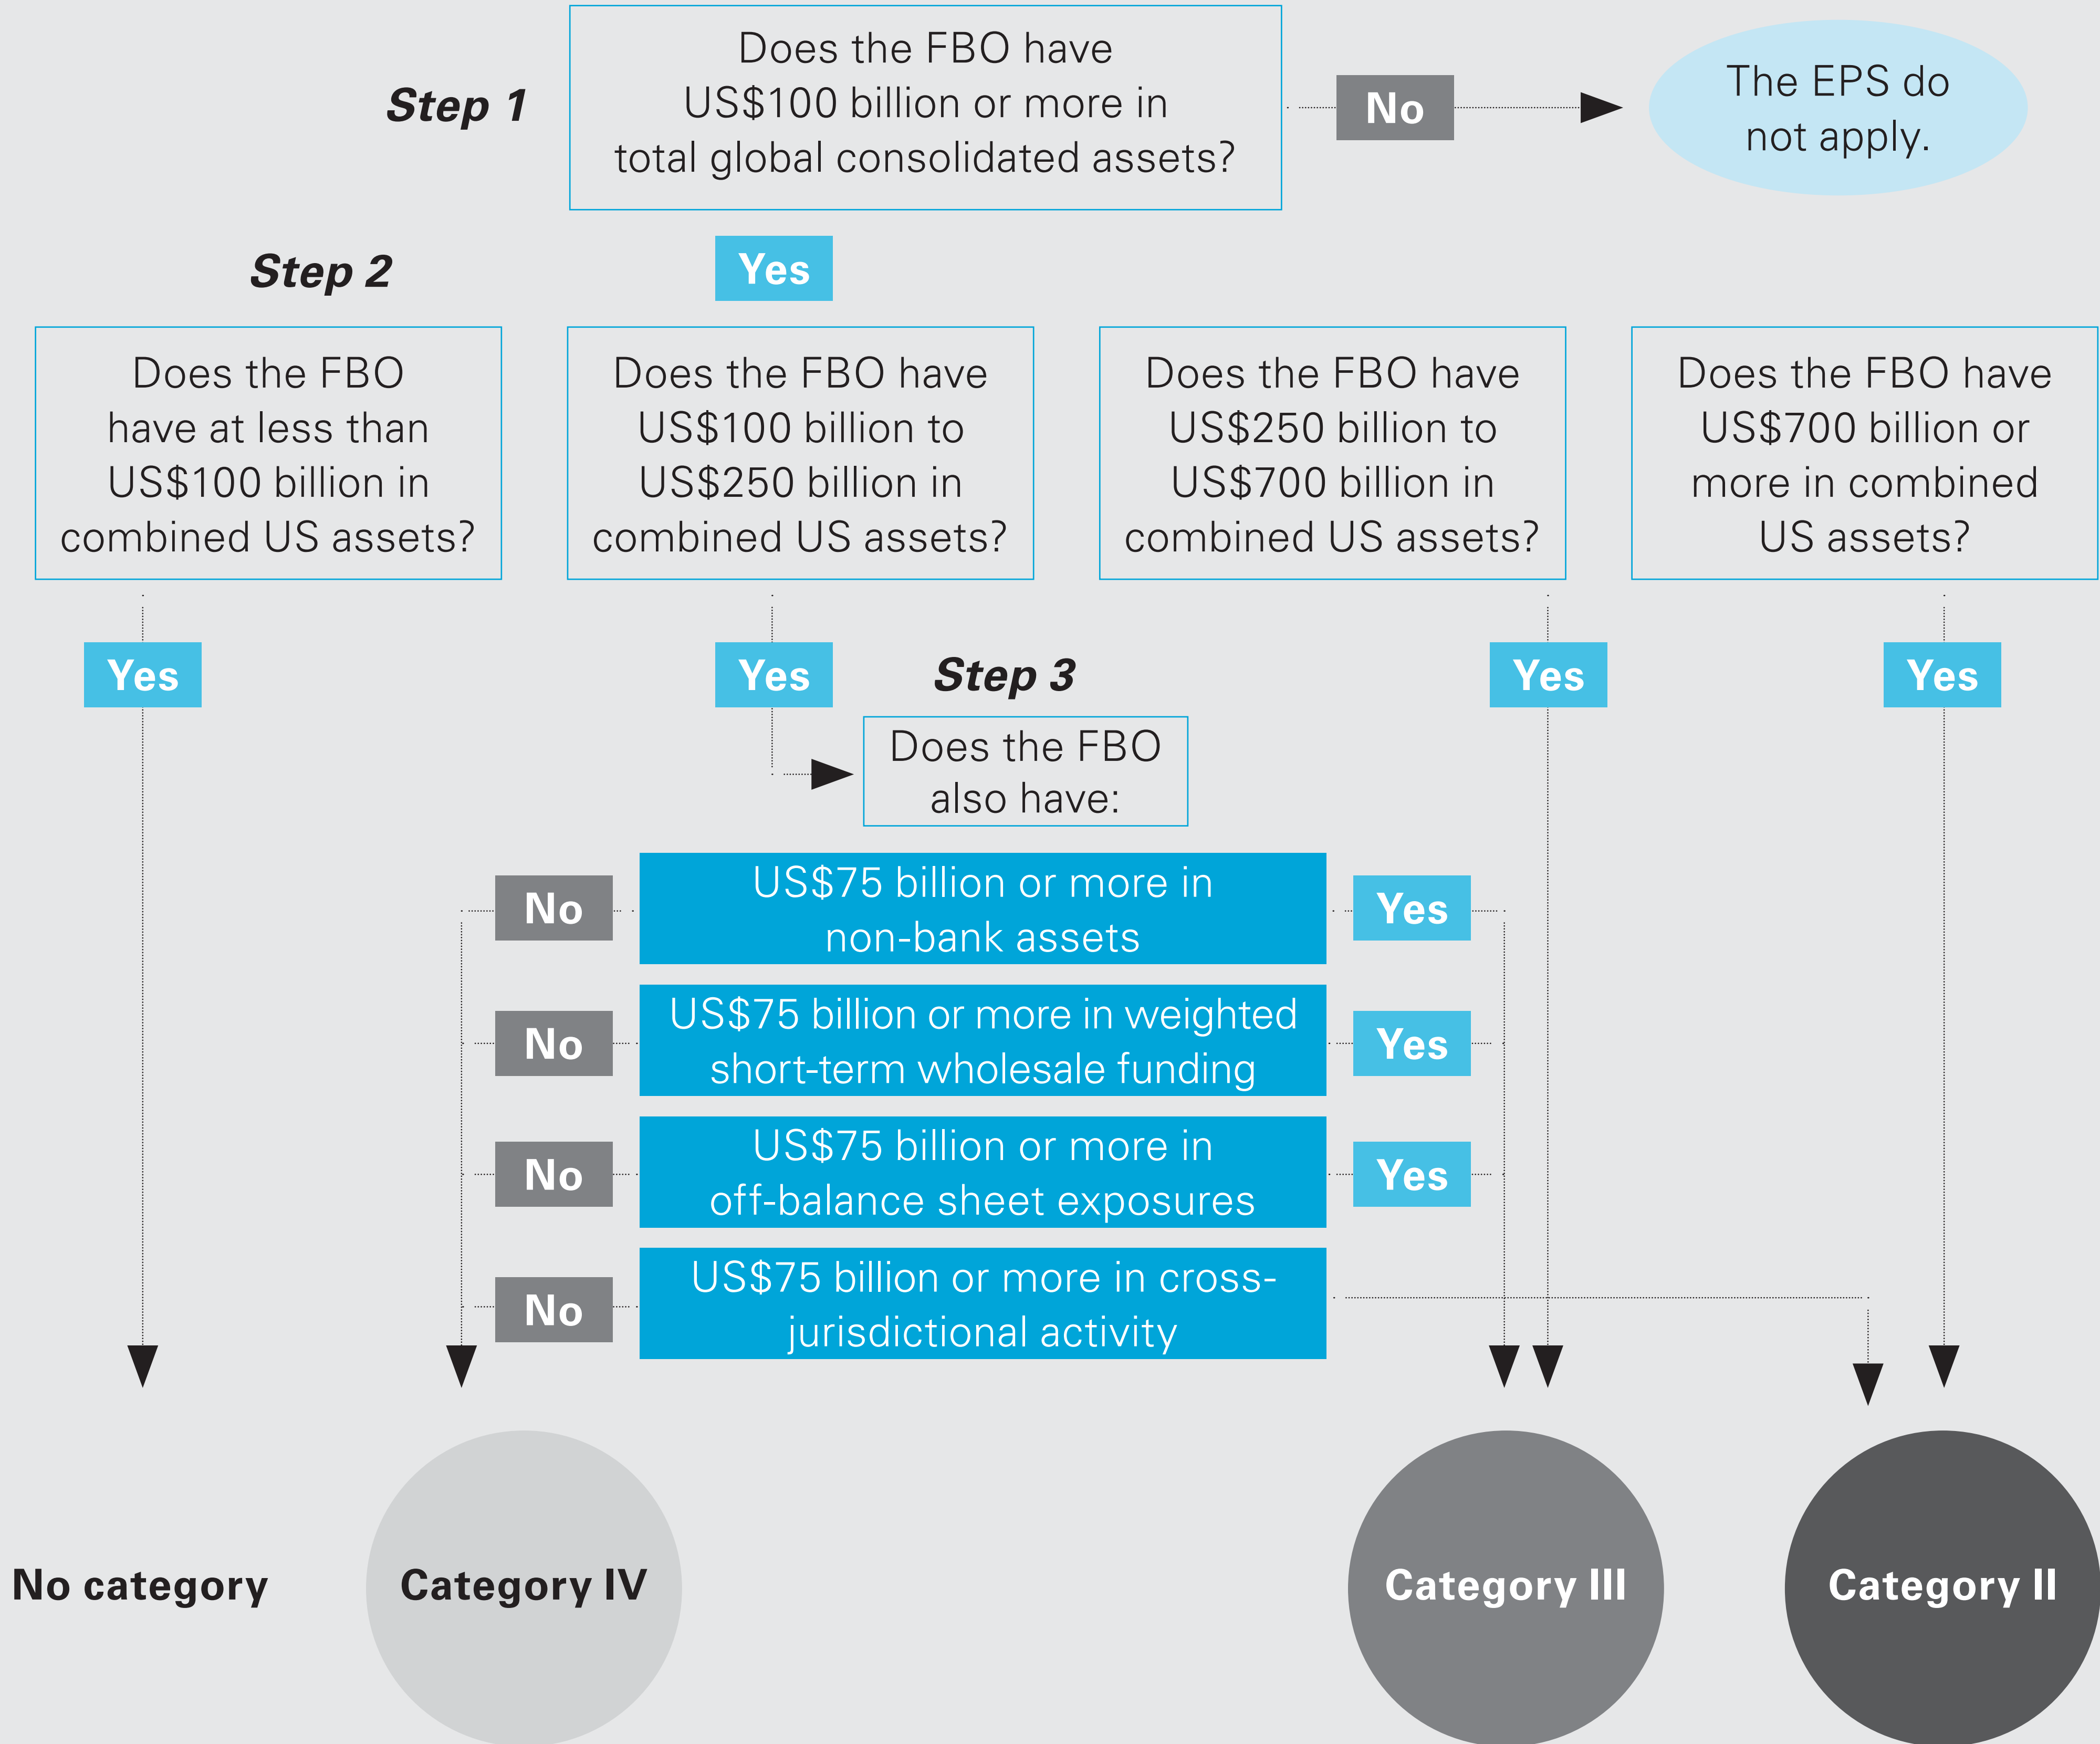 Step 1
Does the FBO have
US$100 billion or more in
total global consolidated assets?
No
The EPS do
not apply.
Step 2
Yes
Does the FBO
have at less than
US$100 billion in
combined US assets?
Does the FBO have
US$100 billion to
US$250 billion in
combined US assets?
Does the FBO have
US$250 billion to
US$700 billion in
combined US assets?
Does the FBO have
US$700 billion or
more in combined
US assets?
Yes
Yes
Step 3
Yes
Yes
Does the FBO
also have:
No
US$75 billion or more in
non-bank assets
Yes
No
US$75 billion or more in weighted
short-term wholesale funding
Yes
No
US$75 billion or more in
off-balance sheet exposures
Yes
No
US$75 billion or more in cross-
jurisdictional activity
No category
Category IV
Category III
Category II